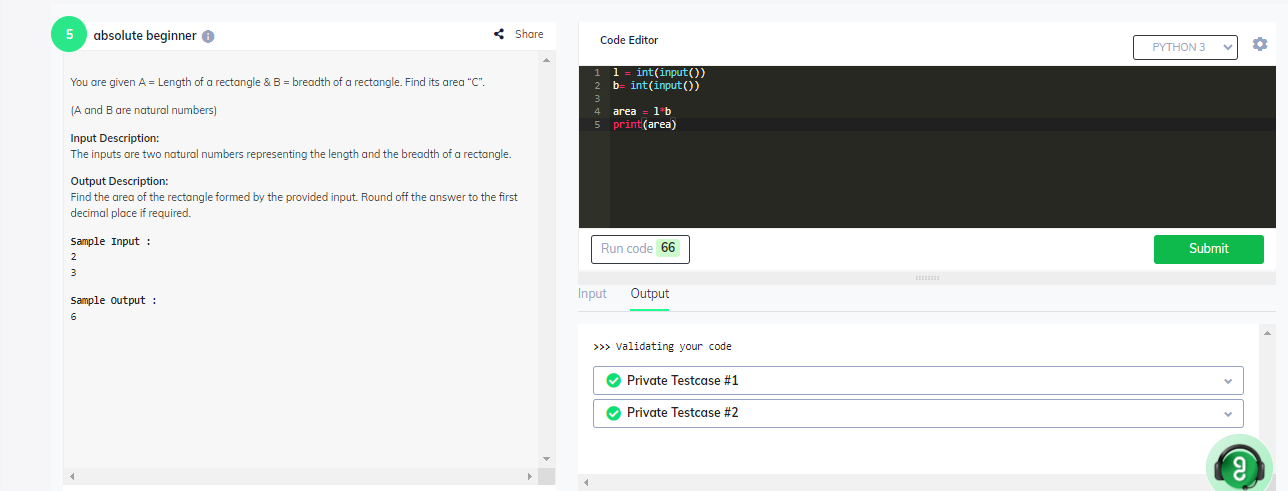 5 absolute beginner
Share
You are given A = Length of a rectangle & B = breadth of a rectangle. Find its area “C”.
(A and B are natural numbers)
Input Description:
The inputs are two natural numbers representing the length and the breadth of a rectangle.
Output Description:
Find the area of the rectangle formed by the provided input. Round off the answer to the first
decimal place if required.
Sample Input :
2
3
Sample Output :
6
Code Editor
PYTHON 3
1 l = int(input())
2 b= int(input())
3
4 area = l*b
5 print(area)
Run code 66
Submit
Input Output
>>> Validating your code
Private Testcase #1
Private Testcase #2